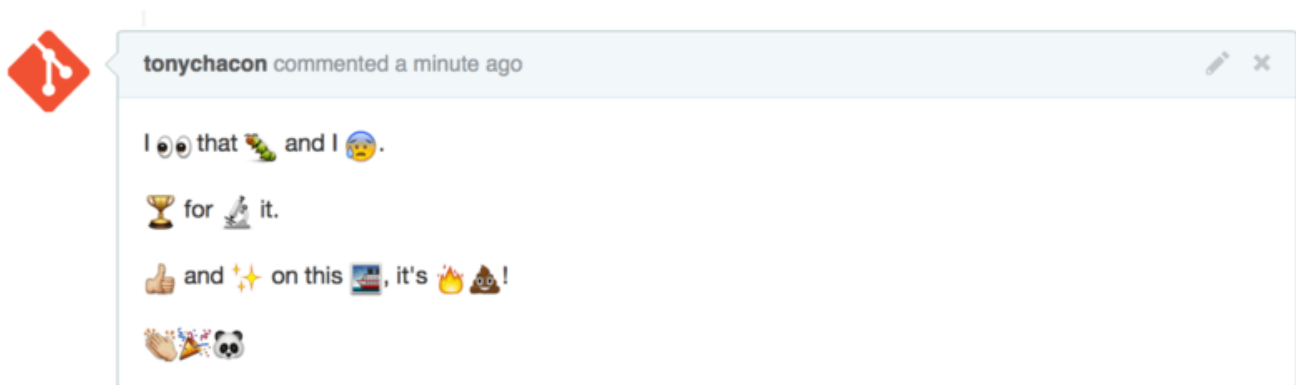 tonychacon commented a minute ago
I 👀 that 🐛 and I 😰.
🏆 for 🔬 it.
👍 and ✨ on this 🚢, it's 🔥💩!
👏🎉🐼